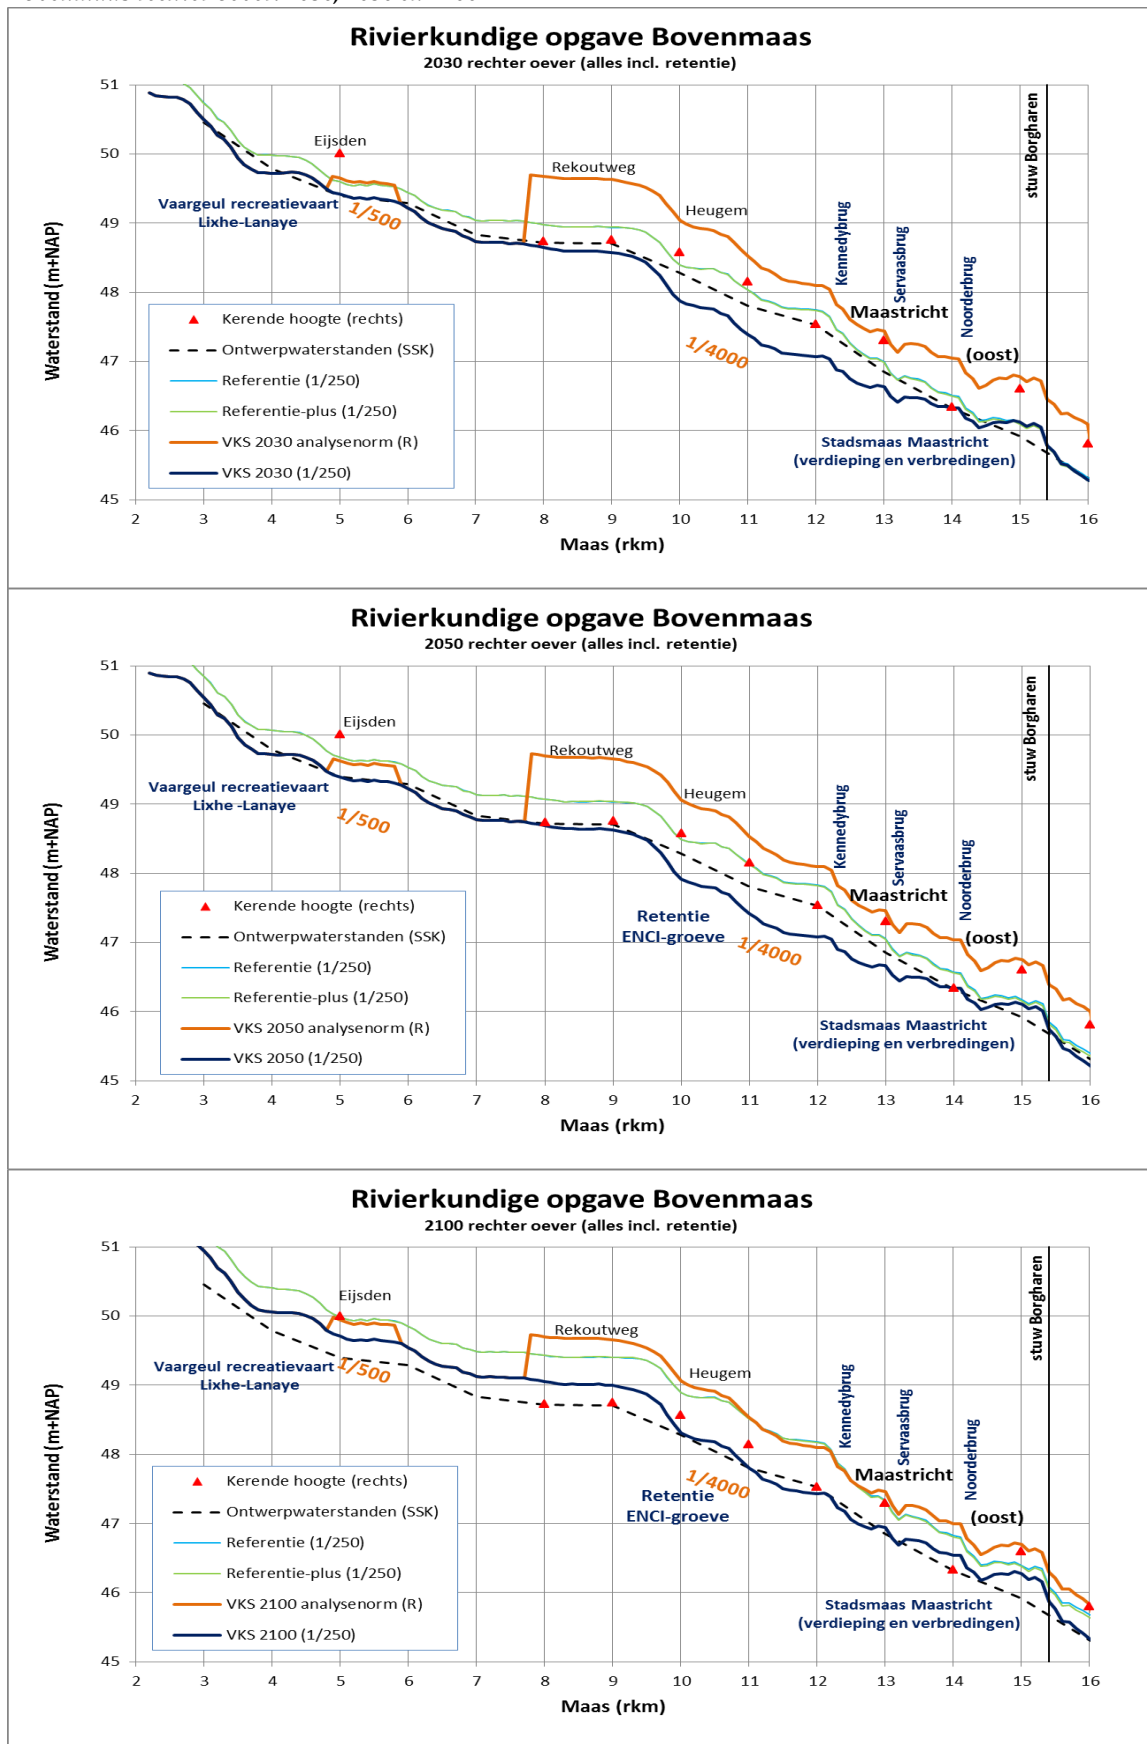 Rivierkundige opgave Bovenmaas
2030 rechter oever (alles incl. retentie)
Waterstand (m+NAP)
51
50
49
48
47
46
45
Eijsden
Vaargeul recreatievaart
Lixhe-Lanaye
1/500
Rekoutweg
Heugem
Kennedybrug
Servaasbrug
Maastricht
Noorderbrug
(oost)
stuw Borgharen
1/4000
Stadsmaas Maastricht
(verdieping en verbredingen)
Kerende hoogte (rechts)
Ontwerpwaterstanden (SSK)
Referentie (1/250)
Referentie-plus (1/250)
VKS 2030 analysenorm (R)
VKS 2030 (1/250)
2 3 4 5 6 7 8 9 10 11 12 13 14 15 16
Maas (rkm)
Rivierkundige opgave Bovenmaas
2050 rechter oever (alles incl. retentie)
Waterstand (m+NAP)
51
50
49
48
47
46
45
Eijsden
Vaargeul recreatievaart
Lixhe -Lanaye
1/500
Rekoutweg
Heugem
Kennedybrug
Servaasbrug
Maastricht
Noorderbrug
(oost)
stuw Borgharen
Retentie
ENCI-groeve
1/4000
Stadsmaas Maastricht
(verdieping en verbredingen)
Kerende hoogte (rechts)
Ontwerpwaterstanden (SSK)
Referentie (1/250)
Referentie-plus (1/250)
VKS 2050 analysenorm (R)
VKS 2050 (1/250)
2 3 4 5 6 7 8 9 10 11 12 13 14 15 16
Maas (rkm)
Rivierkundige opgave Bovenmaas
2100 rechter oever (alles incl. retentie)
Waterstand (m+NAP)
51
50
49
48
47
46
45
Eijsden
Vaargeul recreatievaart
Lixhe-Lanaye
1/500
Rekoutweg
Heugem
Kennedybrug
Servaasbrug
Maastricht
Noorderbrug
(oost)
stuw Borgharen
1/4000
Retentie
ENCI-groeve
Stadsmaas Maastricht
(verdieping en verbredingen)
Kerende hoogte (rechts)
Ontwerpwaterstanden (SSK)
Referentie (1/250)
Referentie-plus (1/250)
VKS 2100 analysenorm (R)
VKS 2100 (1/250)
2 3 4 5 6 7 8 9 10 11 12 13 14 15 16
Maas (rkm)